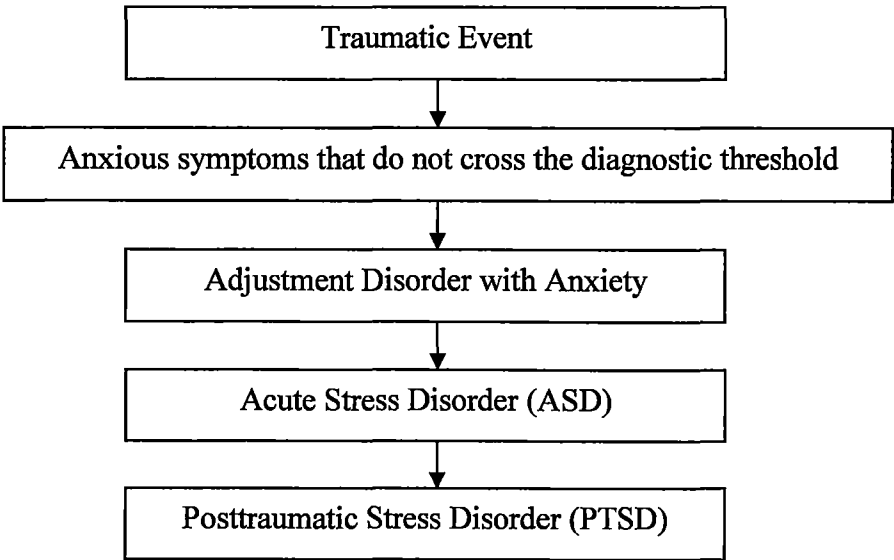 Traumatic Event
Anxious symptoms that do not cross the diagnostic threshold
Adjustment Disorder with Anxiety
Acute Stress Disorder (ASD)
Posttraumatic Stress Disorder (PTSD)